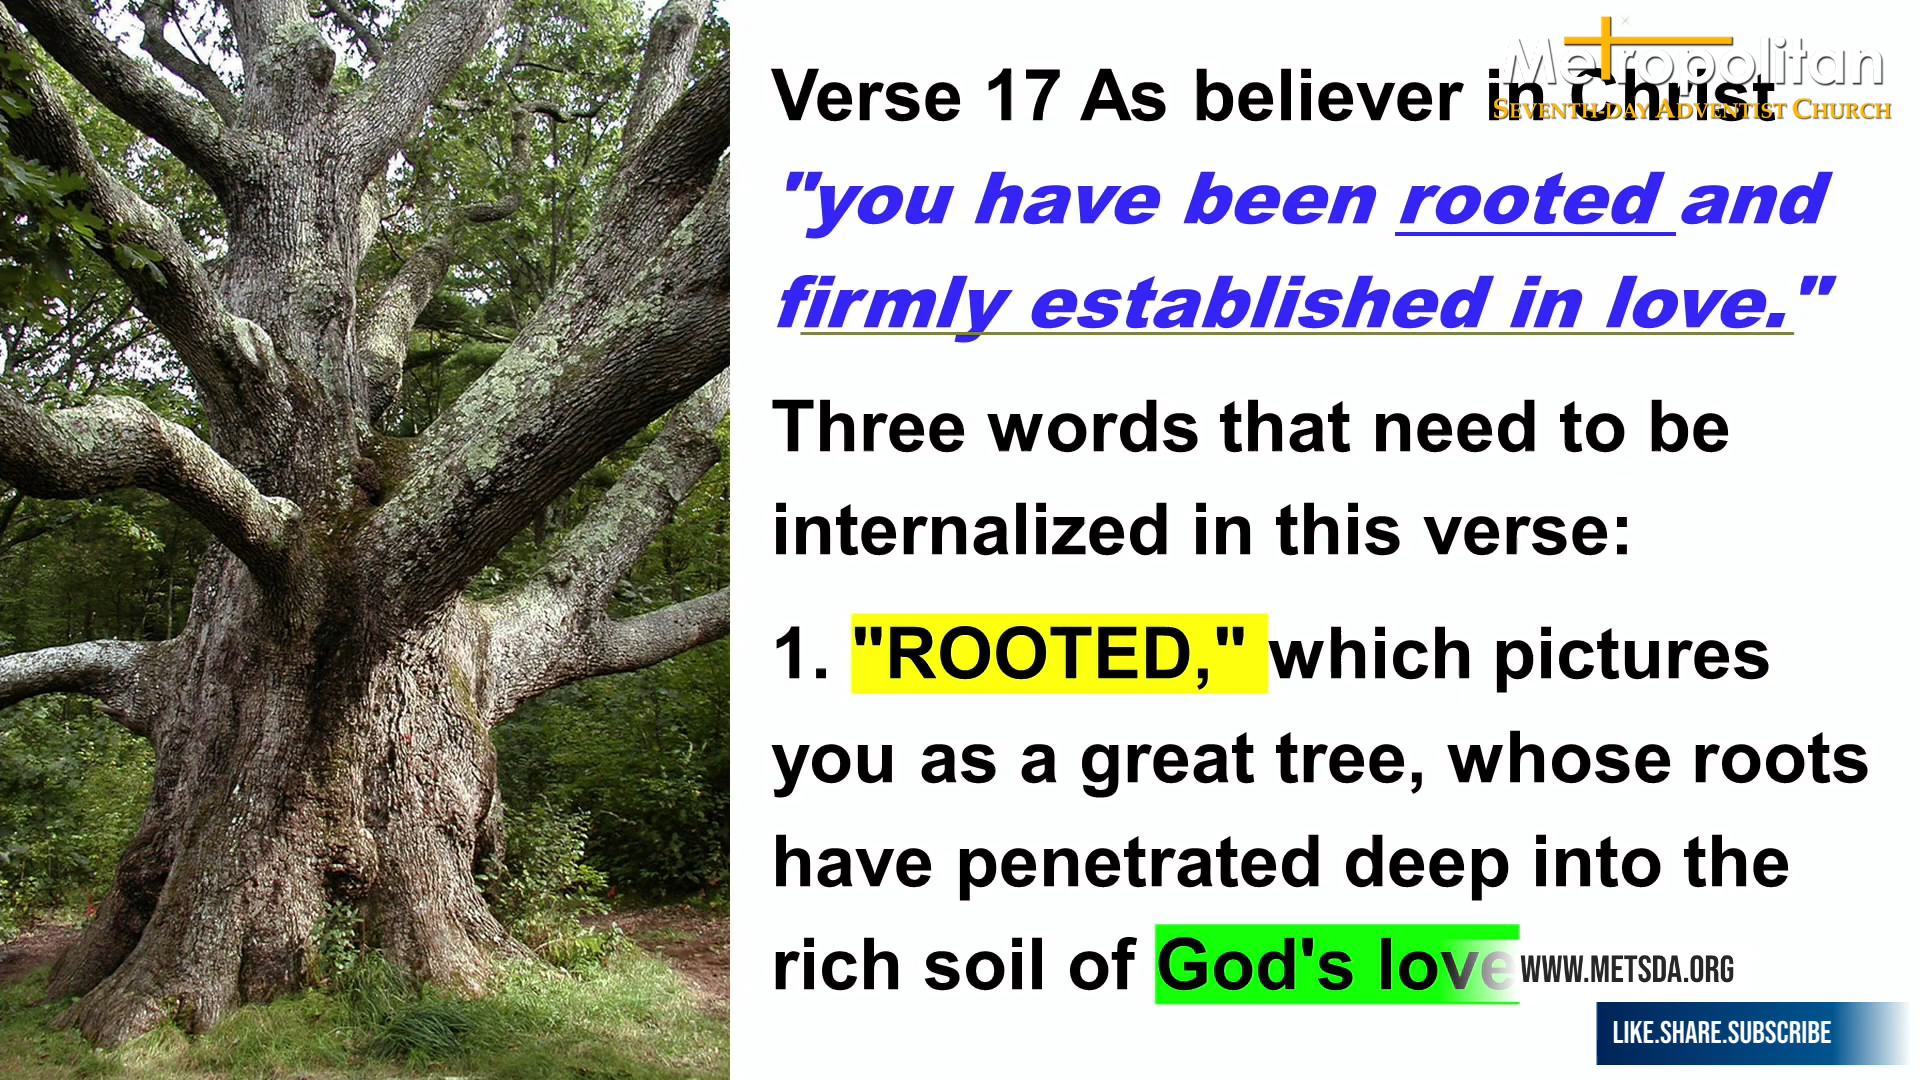 Metropolitan
SEVENTH-DAY ADVENTIST CHURCH
Verse 17 As believer in Christ
"you have been rooted and
firmly established in love."
Three words that need to be
internalized in this verse:
1. "ROOTED," which pictures
you as a great tree, whose roots
have penetrated deep into the
rich soil of God's love
WWW.METSDA.ORG
LIKE.SHARE.SUBSCRIBE